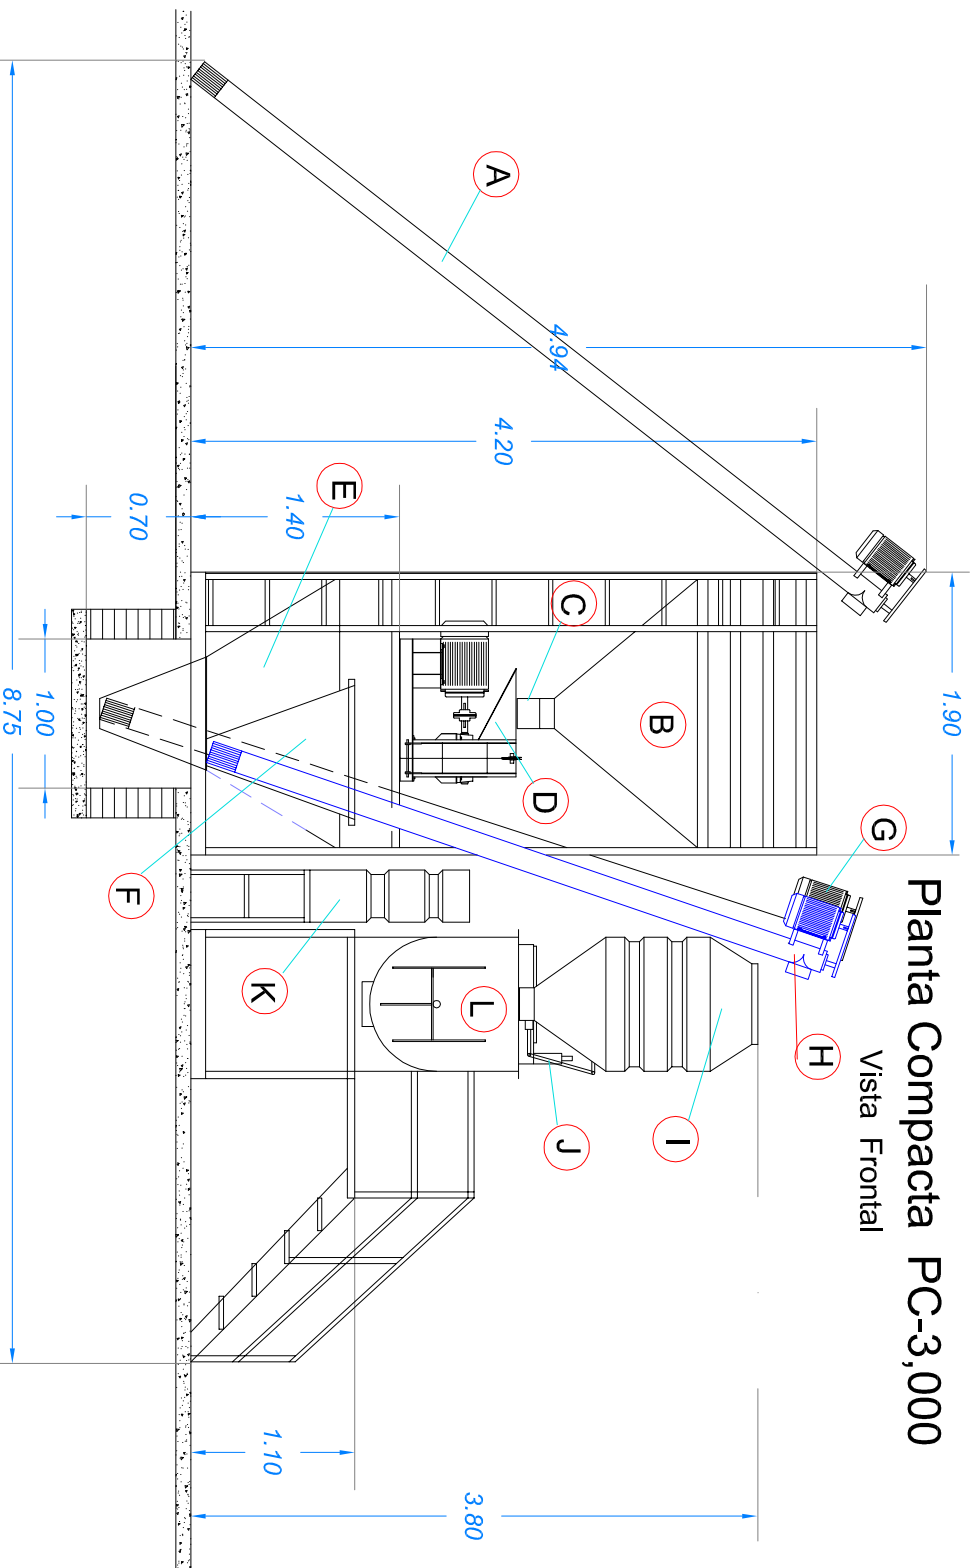 Planta Compacta PC-3,000
Vista Frontal
A
B
C
D
E
F
G
H
I
J
K
L
4.94
4.20
1.40
0.70
1.90
1.00
8.75
1.10
3.80